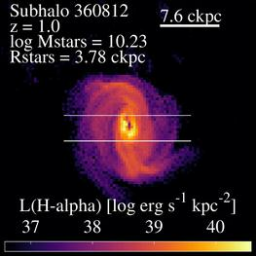 Subhalo 360812
7.6 ckpc
z = 1.0
log Mstars = 10.23
Rstars = 3.78 ckpc
L(H-alpha) [log erg s⁻¹ kpc⁻²]
37 38 39 40